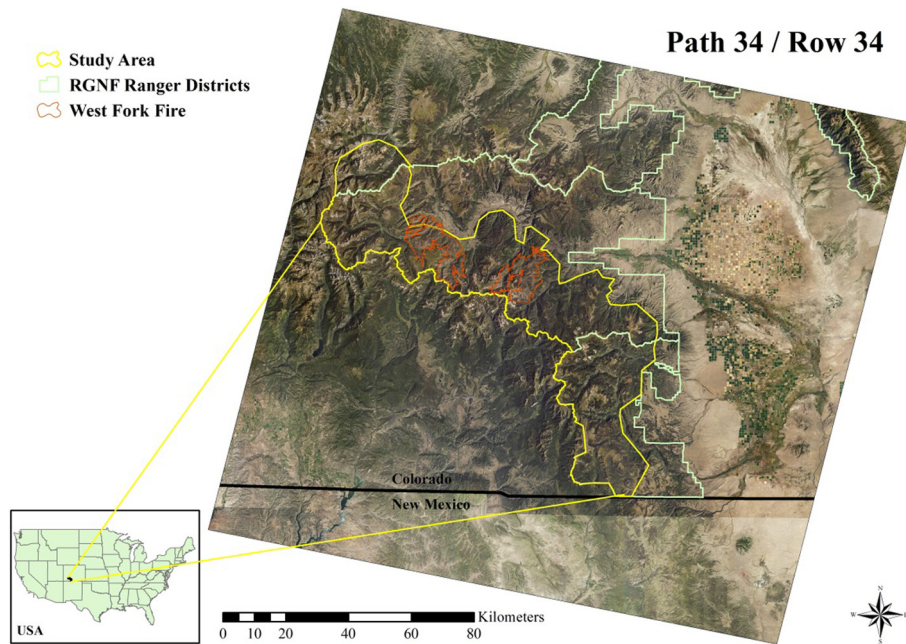 Path 34 / Row 34
Study Area
RGNF Ranger Districts
West Fork Fire
Colorado
New Mexico
USA
Kilometers
0 5 10 20 40 60 80
N
W
E
S